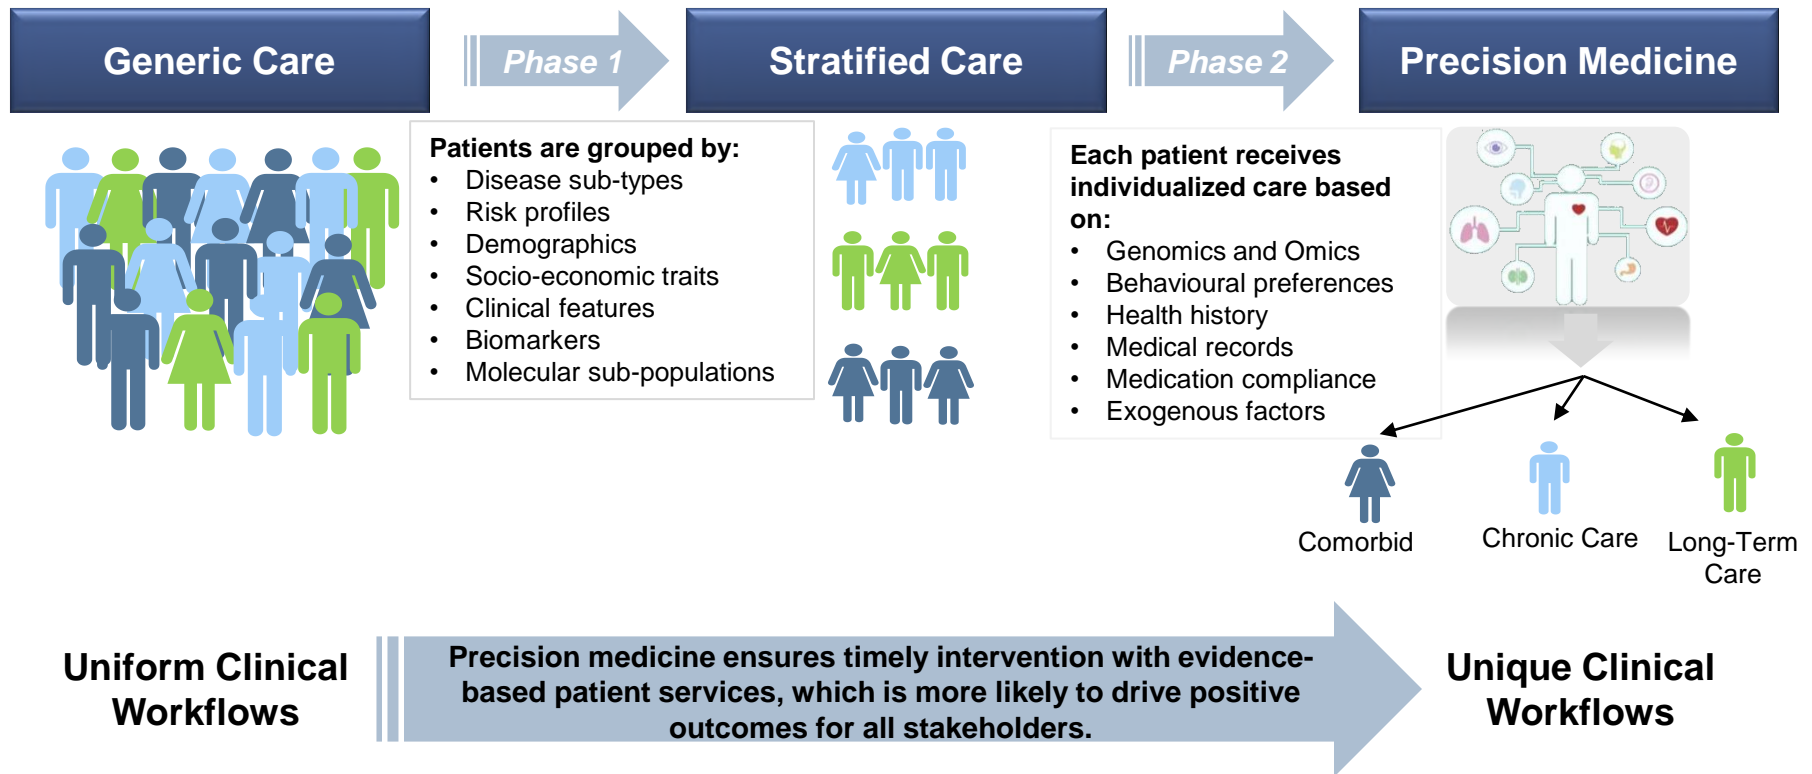 Generic Care
Phase 1
Stratified Care
Phase 2
Precision Medicine
Patients are grouped by:
• Disease sub-types
• Risk profiles
• Demographics
• Socio-economic traits
• Clinical features
• Biomarkers
• Molecular sub-populations
Each patient receives
individualized care based
on:
• Genomics and Omics
• Behavioural preferences
• Health history
• Medical records
• Medication compliance
• Exogenous factors
Comorbid
Chronic Care
Long-Term
Care
Uniform Clinical
Workflows
Precision medicine ensures timely intervention with evidence-
based patient services, which is more likely to drive positive
outcomes for all stakeholders.
Unique Clinical
Workflows